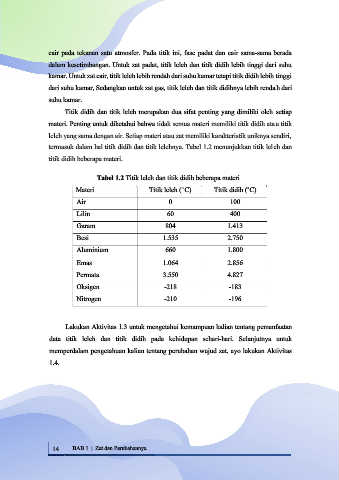 cair pada tekanan satu atmosfer. Pada titik ini, fase padat dan cair sama-sama berada
dalam kesetimbangan. Untuk zat padat, titik leleh dan titik didih lebih tinggi dari suhu
kamar. Untuk zat cair, titik leleh lebih rendah dari suhu kamar tetapi titik didih lebih tinggi
dari suhu kamar, Sedangkan untuk zat gas, titik leleh dan titik didihnya lebih rendah dari
suhu kamar.
Titik didih dan titik leleh merupakan dua sifat penting yang dimiliki oleh setiap
materi. Penting untuk diketahui bahwa tidak semua materi memiliki titik didih atau titik
leleh yang sama dengan air. Setiap materi atau zat memiliki karakteristik uniknya sendiri,
termasuk dalam hal titik didih dan titik lelehnya. Tabel 1.2 menunjukkan titik leleh dan
titik didih beberapa materi.
Tabel 1.2 Titik leleh dan titik didih beberapa materi
Materi Titik leleh (°C) Titik didih (°C)
Air 0 100
Lilin 60 400
Garam 804 1.413
Besi 1.535 2.750
Aluminium 660 1.800
Emas 1.064 2.856
Permata 3.550 4.827
Oksigen -218 -183
Nitrogen -210 -196
Lakukan Aktivitas 1.3 untuk mengetahui kemampuan kalian tentang pemanfaatan
data titik leleh dan titik didih pada kehidupan sehari-hari. Selanjutnya untuk
memperdalam pengetahuan kalian tentang perubahan wujud zat, ayo lakukan Aktivitas
1.4.
14 BAB 1 | Zat dan Perubahannya